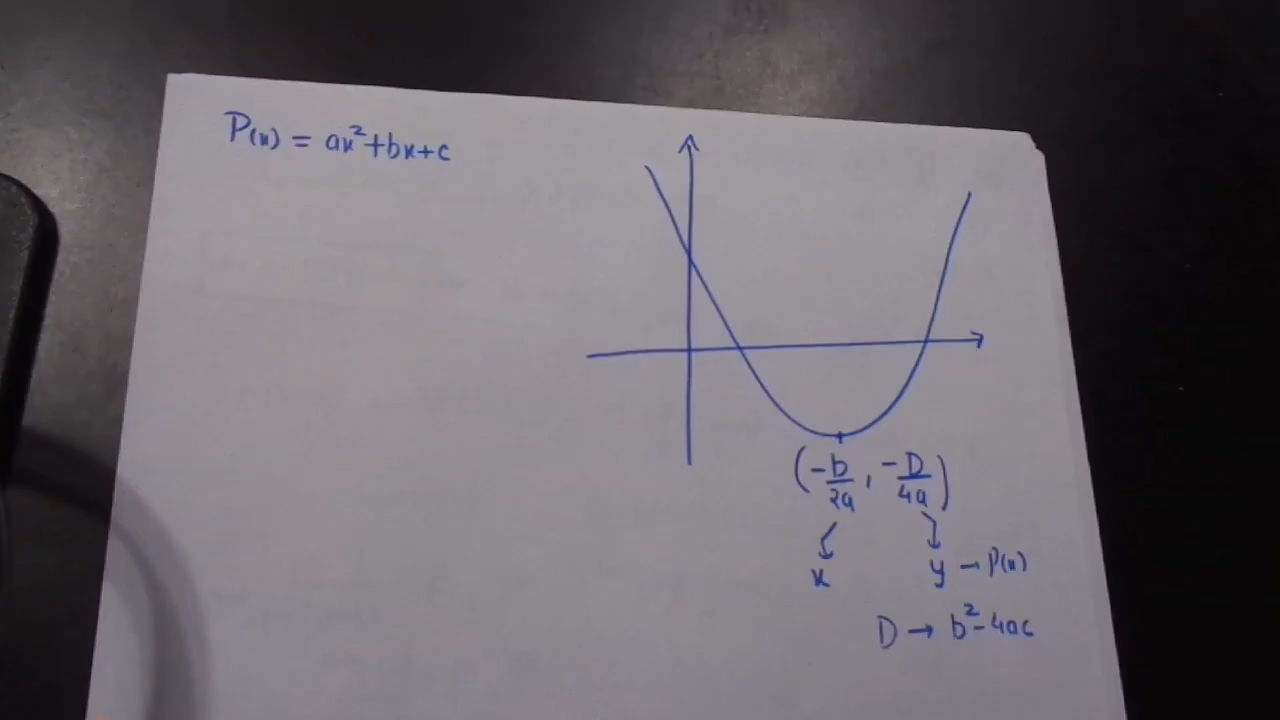 P(x) = ax²+bx+c
(-b/2a, -D/4a)
x
y → P(x)
D → b²-4ac